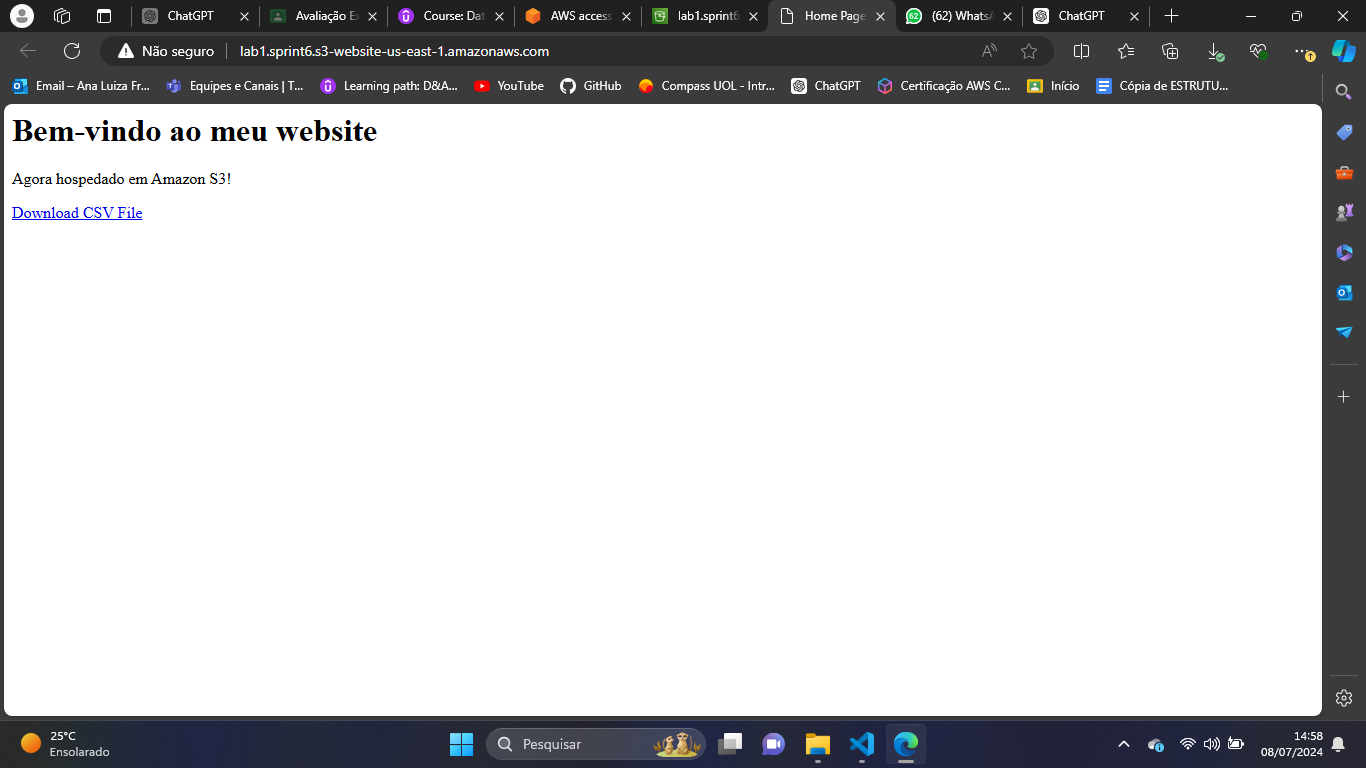 ChatGPT
Avaliação Ex
Course: Dat
AWS access
lab1.sprint6
Home Page
(62) WhatsA
ChatGPT
Não seguro
lab1.sprint6.s3-website-us-east-1.amazonaws.com
Email – Ana Luiza Fr...
Equipes e Canais | T...
Learning path: D&A...
YouTube
GitHub
Compass UOL - Intr...
ChatGPT
Certificação AWS C...
Início
Cópia de ESTRUTU...
Bem-vindo ao meu website
Agora hospedado em Amazon S3!
Download CSV File
25°C
Ensolarado
Pesquisar
14:58
08/07/2024